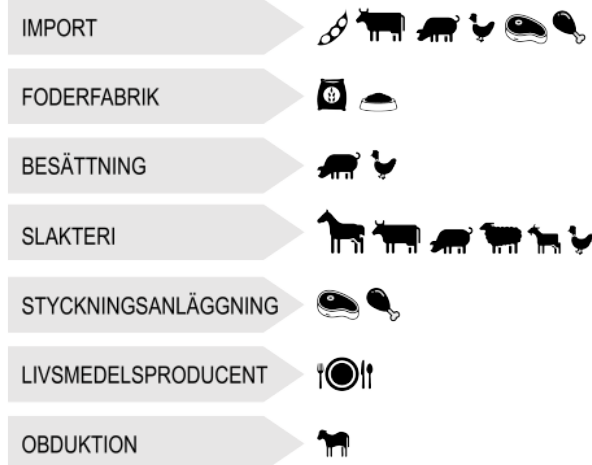 IMPORT
FODERFABRIK
BESÄTTNING
SLAKTERI
STYCKNINGSANLÄGGNING
LIVSMEDELSPRODUCENT
OBDUKTION